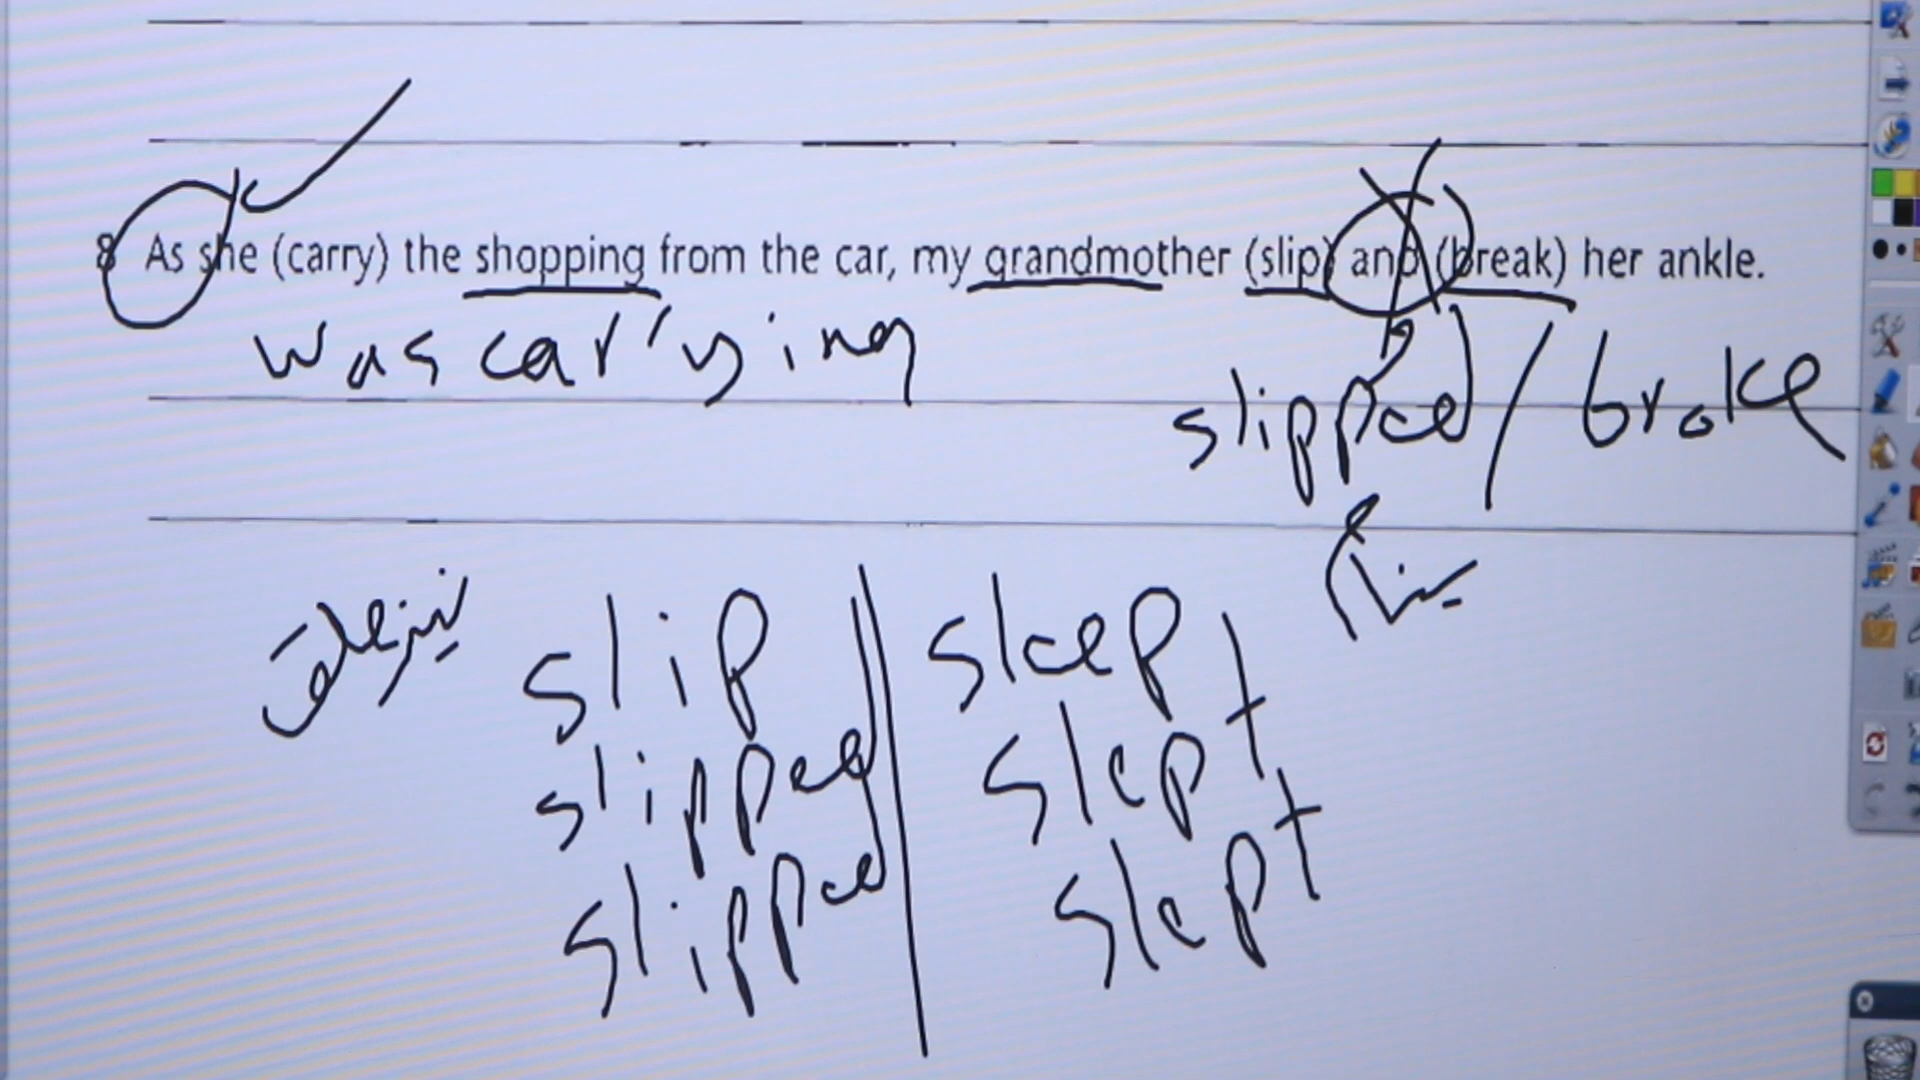 8 As she (carry) the shopping from the car, my grandmother (slip) and (break) her ankle.
was carrying
slipped / broke
slip sleep
slipped slept
slipped slept